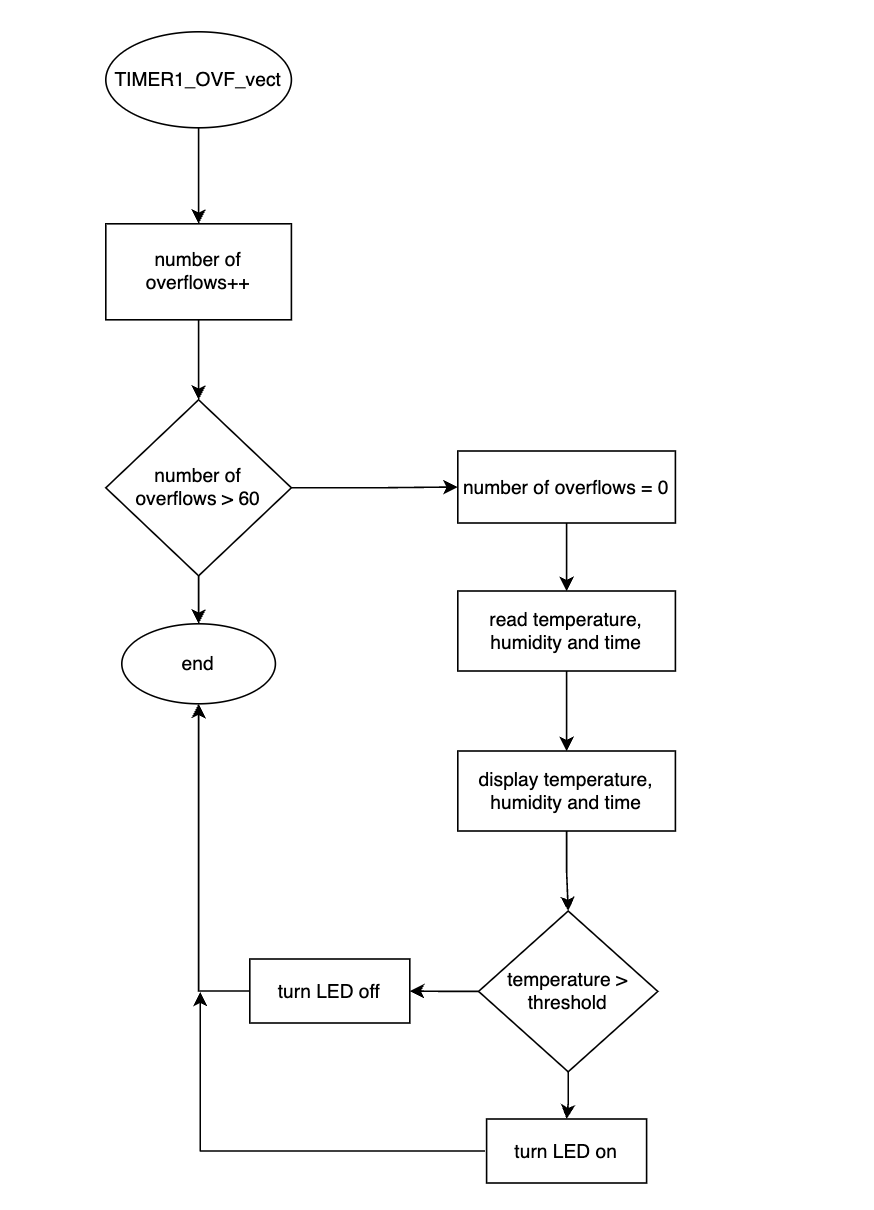 TIMER1_OVF_vect
number of
overflows++
number of
overflows > 60
number of overflows = 0
read temperature,
humidity and time
end
display temperature,
humidity and time
temperature >
threshold
turn LED off
turn LED on